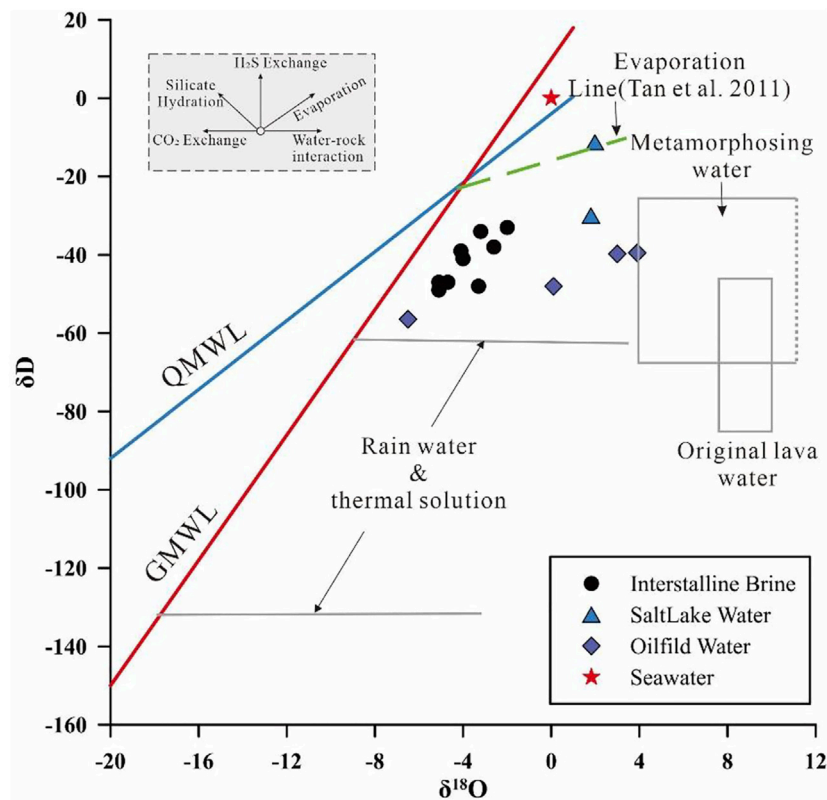 20
0
-20
-40
-60
-80
-100
-120
-140
-160
δD
-20
-16
-12
-8
-4
0
4
8
12
δ¹⁸O
H₂S Exchange
Silicate
Hydration
Evaporation
CO₂ Exchange
Water-rock
interaction
Evaporation
Line(Tan et al. 2011)
Metamorphosing
water
QMWL
GMWL
Rain water
&
thermal solution
Original lava
water
Interstalline Brine
SaltLake Water
Oilfild Water
Seawater